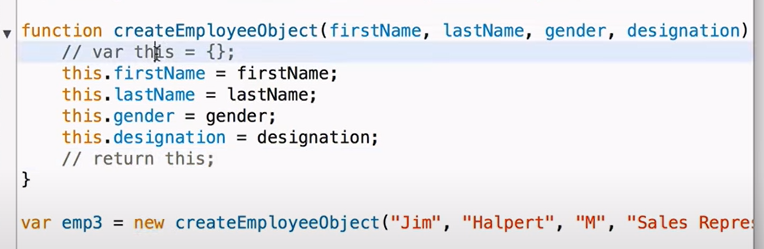 function createEmployeeObject(firstName, lastName, gender, designation)
// var this = {};
this.firstName = firstName;
this.lastName = lastName;
this.gender = gender;
this.designation = designation;
// return this;
}
var emp3 = new createEmployeeObject("Jim", "Halpert", "M", "Sales Repres